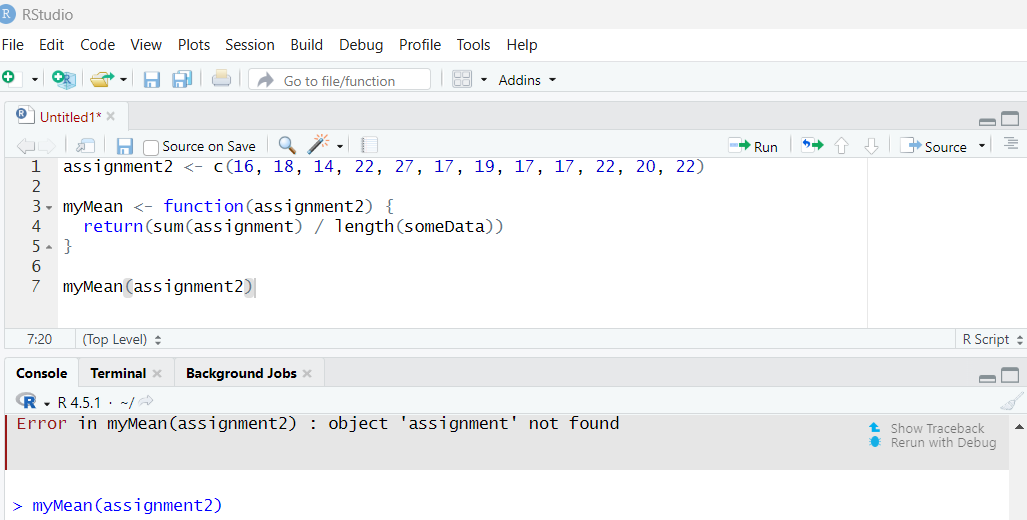 R RStudio
File Edit Code View Plots Session Build Debug Profile Tools Help
R Go to file/function Addins
R Untitled1*
Source on Save Run Source
1 assignment2 <- c(16, 18, 14, 22, 27, 17, 19, 17, 17, 22, 20, 22)
2
3 myMean <- function(assignment2) {
4 return(sum(assignment) / length(someData))
5 }
6
7 myMean(assignment2)
7:20 (Top Level) R Script
Console Terminal Background Jobs
R R 4.5.1 · ~/
Error in myMean(assignment2) : object 'assignment' not found
Show Traceback
Rerun with Debug
> myMean(assignment2)